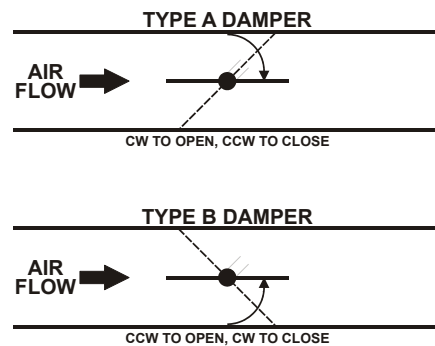 TYPE A DAMPER
AIR
FLOW
CW TO OPEN, CCW TO CLOSE
TYPE B DAMPER
AIR
FLOW
CCW TO OPEN, CW TO CLOSE